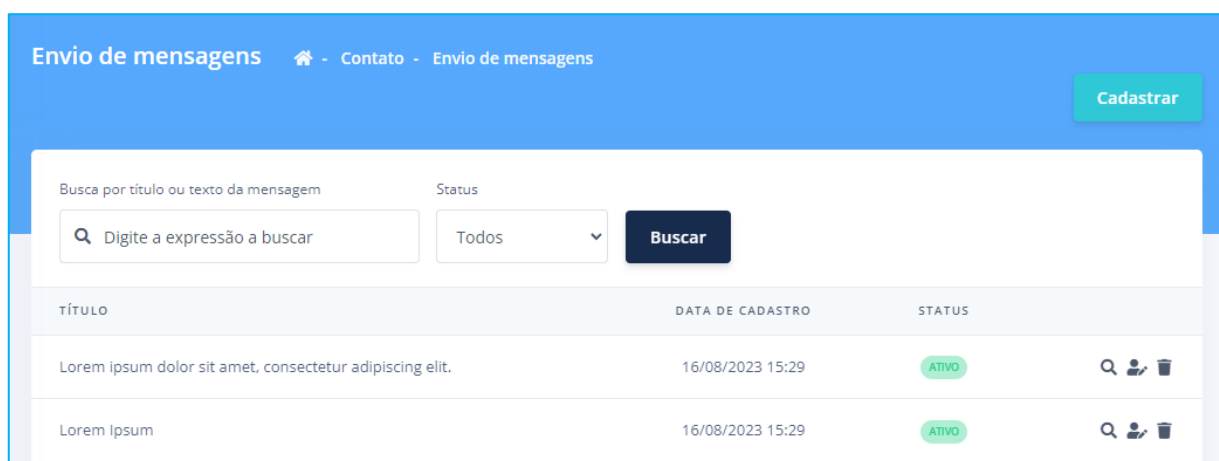 Envio de mensagens - Contato - Envio de mensagens
Cadastrar
Busca por título ou texto da mensagem Status
Digite a expressão a buscar Todos Buscar
TÍTULO DATA DE CADASTRO STATUS
Lorem ipsum dolor sit amet, consectetur adipiscing elit. 16/08/2023 15:29 ATIVO
Lorem Ipsum 16/08/2023 15:29 ATIVO